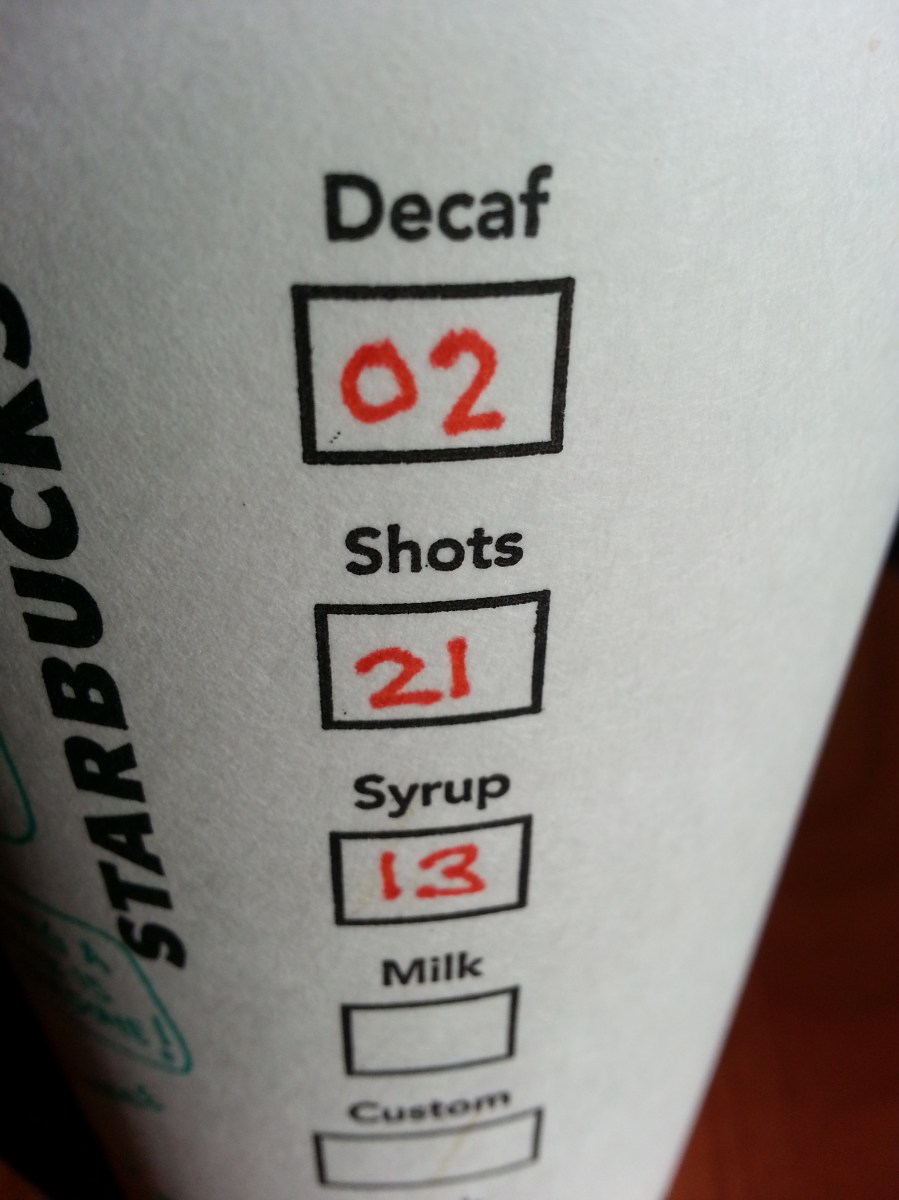 Decaf
02
Shots
21
Syrup
13
Milk
Custom
STARBUCKS